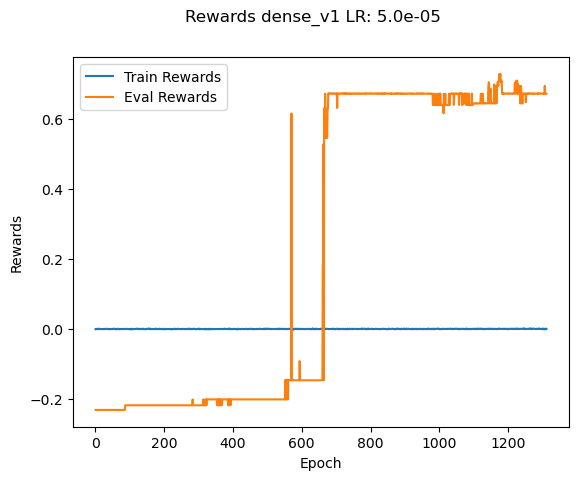 Rewards dense_v1 LR: 5.0e-05
Train Rewards
Eval Rewards
Rewards
0.6
0.4
0.2
0.0
−0.2
0
200
400
600
800
1000
1200
Epoch